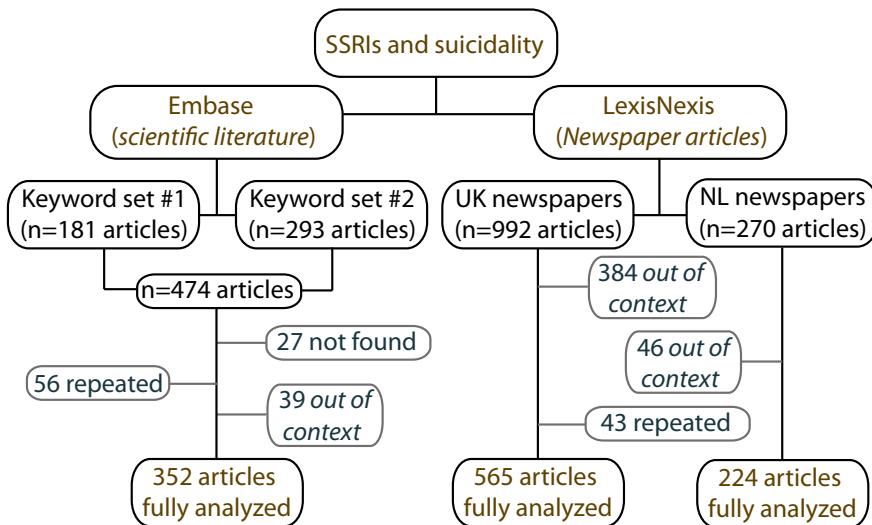 SSRIs and suicidality
Embase
(scientific literature)
LexisNexis
(Newspaper articles)
Keyword set #1
(n=181 articles)
Keyword set #2
(n=293 articles)
UK newspapers
(n=992 articles)
NL newspapers
(n=270 articles)
n=474 articles
384 out of
context
27 not found
46 out of
context
56 repeated
39 out of
context
43 repeated
352 articles
fully analyzed
565 articles
fully analyzed
224 articles
fully analyzed